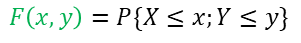 F(x, y) = P{X ≤ x; Y ≤ y}